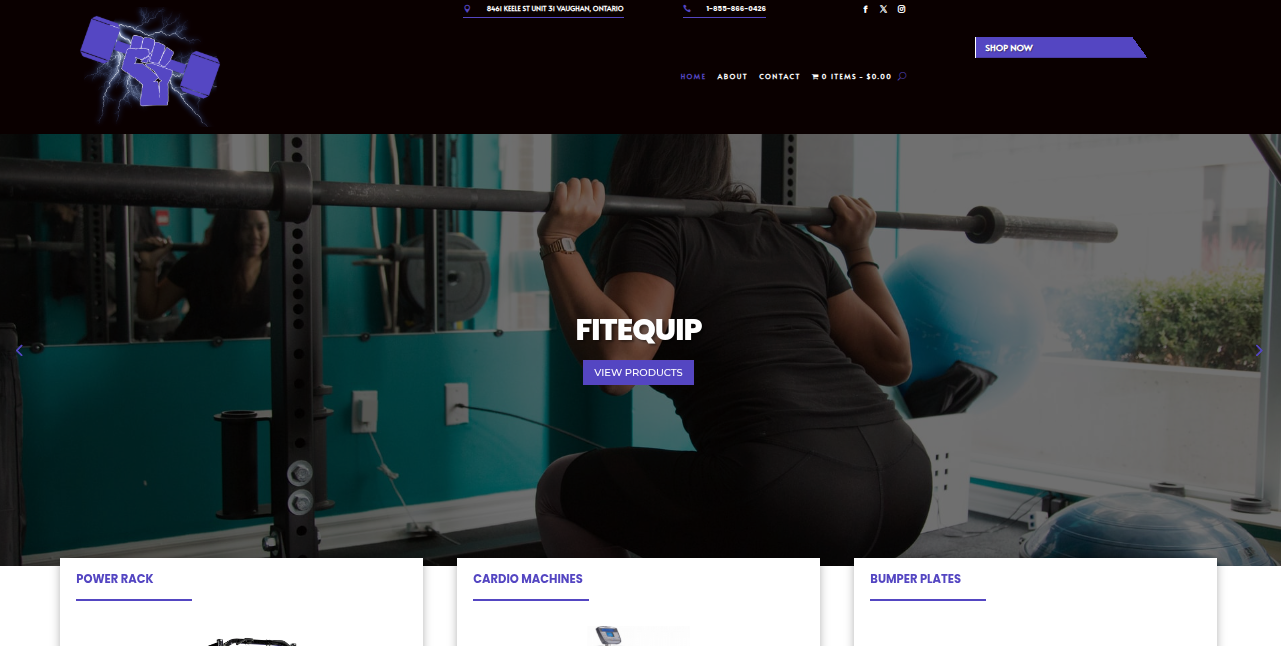 8461 KEELE ST UNIT 31 VAUGHAN, ONTARIO
1-855-866-0426
SHOP NOW
HOME ABOUT CONTACT 0 ITEMS - $0.00
FITEQUIP
VIEW PRODUCTS
POWER RACK
CARDIO MACHINES
BUMPER PLATES